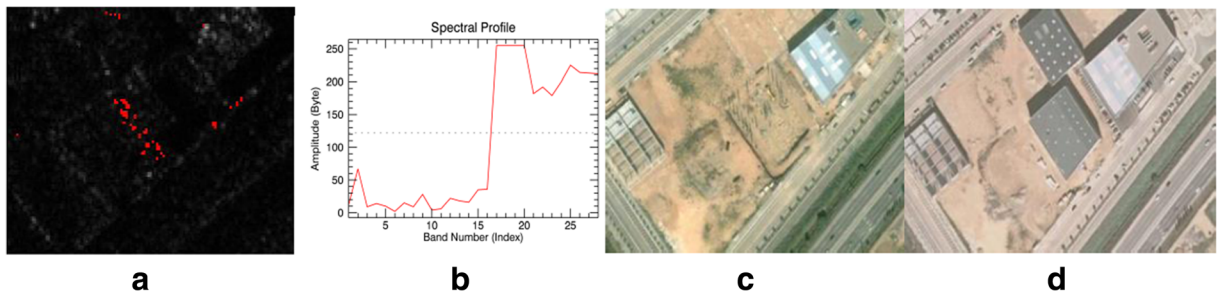 Spectral Profile
250
200
150
100
50
0
Amplitude (Byte)
5 10 15 20 25
Band Number (Index)
a b c d